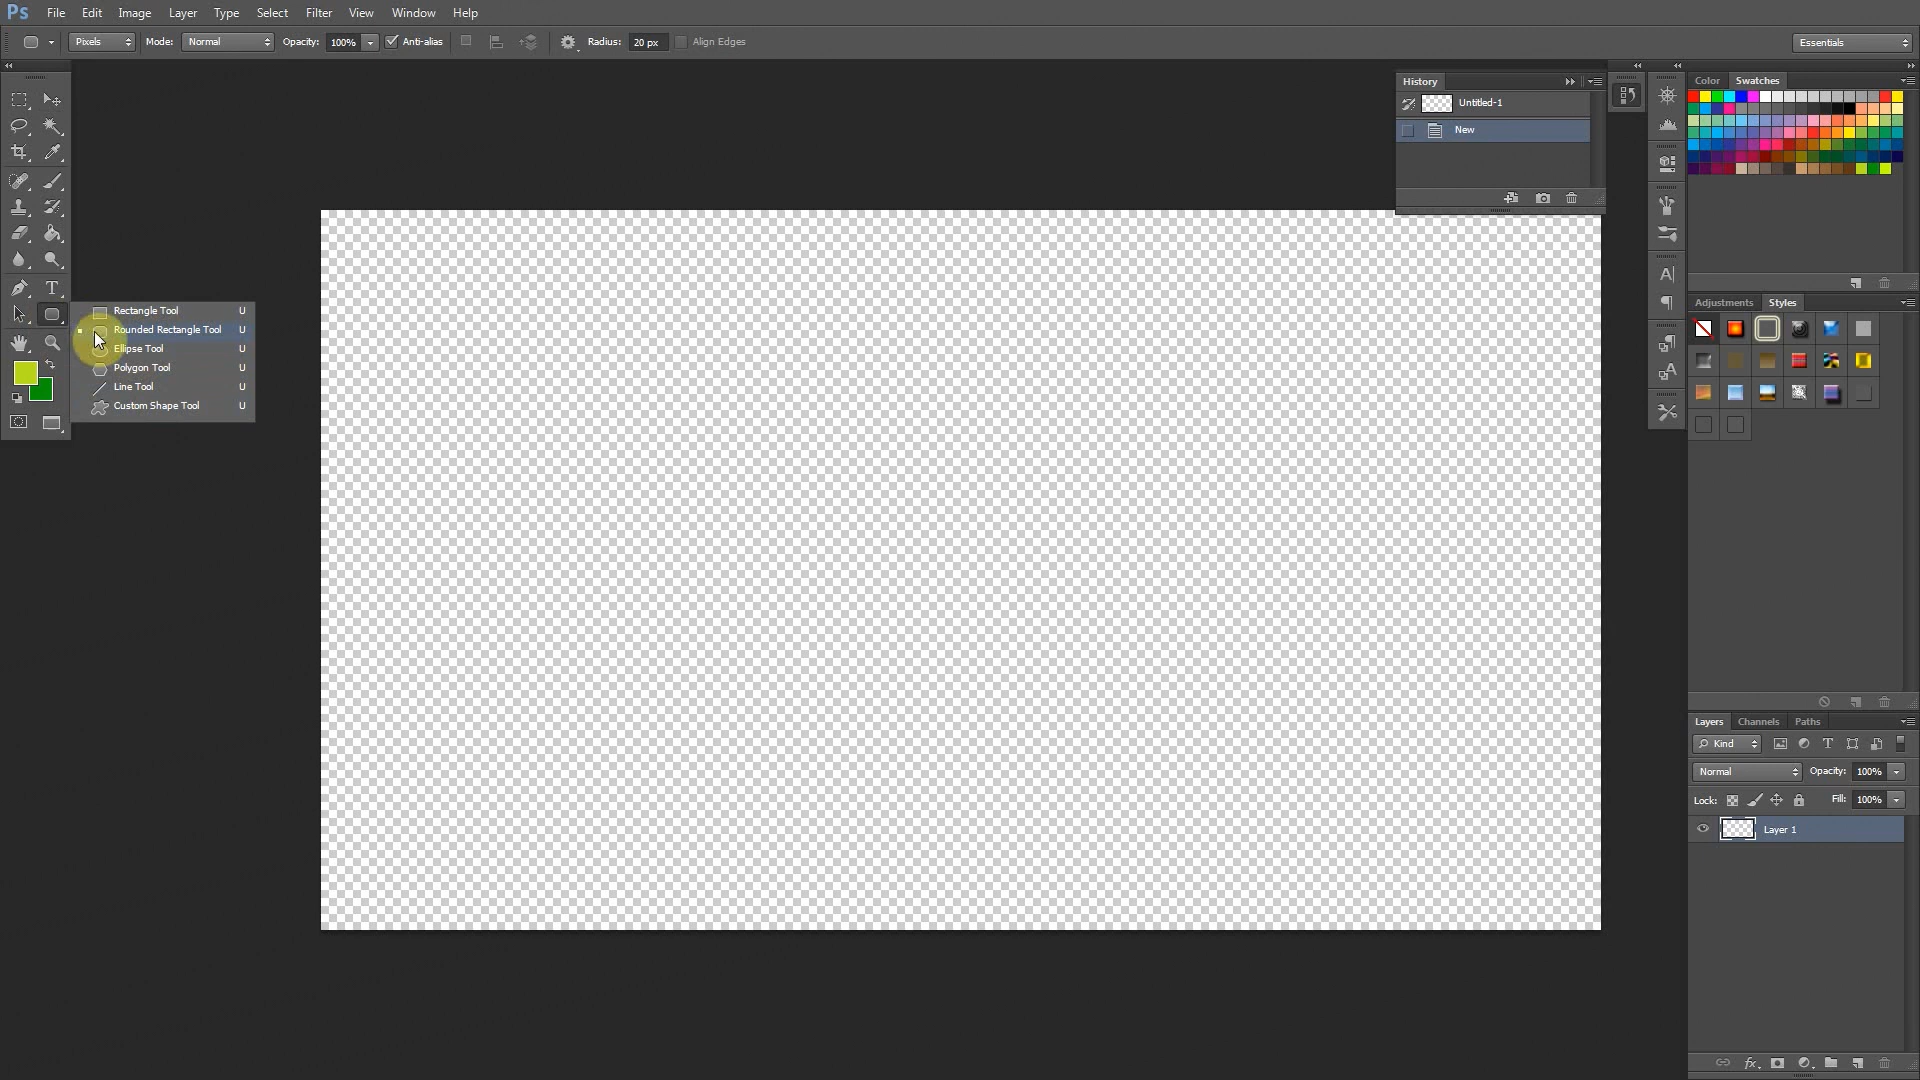 Ps File Edit Image Layer Type Select Filter View Window Help
Pixels Mode: Normal Opacity: 100% Anti-alias Radius: 20 px Align Edges Essentials
History
Untitled-1
New
Color Swatches
Rectangle Tool U
Rounded Rectangle Tool U
Ellipse Tool U
Polygon Tool U
Line Tool U
Custom Shape Tool U
Adjustments Styles
Layers Channels Paths
Kind
Normal Opacity: 100%
Lock: Fill: 100%
Layer 1